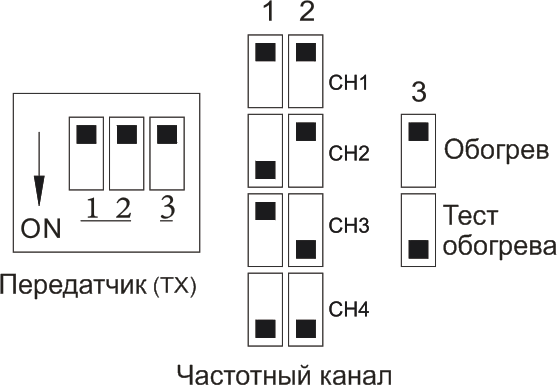 1 2
CH1
CH2
CH3
CH4
Частотный канал
1 2 3
ON
Передатчик (TX)
3
Обогрев
Тест
обогрева